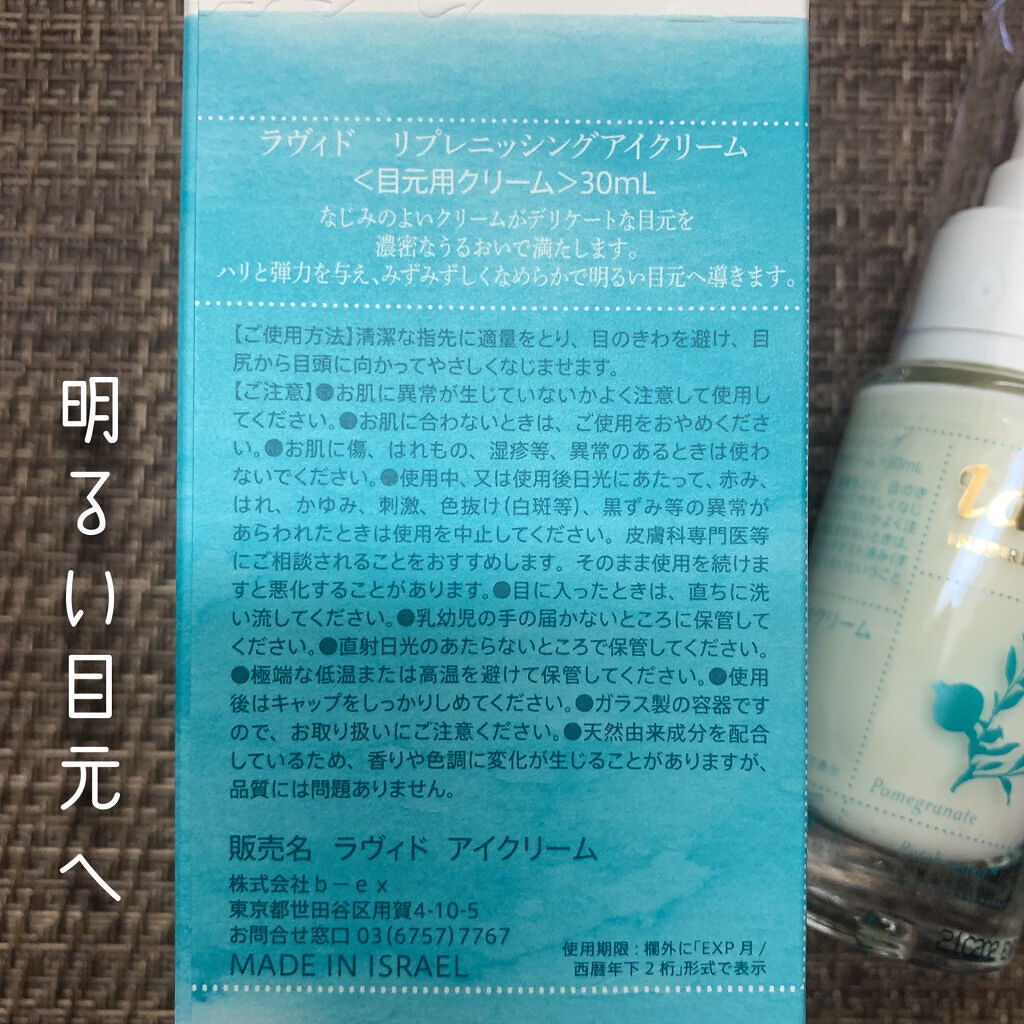 ラヴィド リプレニッシングアイクリーム
<目元用クリーム>30mL
なじみのよいクリームがデリケートな目元を
濃密なうるおいで満たします。
ハリと弾力を与え、みずみずしくなめらかで明るい目元へ導きます。
【ご使用方法】清潔な指先に適量をとり、目のきわを避け、目
尻から目頭に向かってやさしくなじませます。
【ご注意】●お肌に異常が生じていないかよく注意して使用し
てください。●お肌に合わないときは、ご使用をおやめくださ
い。●お肌に傷、はれもの、湿疹等、異常のあるときは使わ
ないでください。●使用中、又は使用後日光にあたって、赤み、
はれ、かゆみ、刺激、色抜け(白斑等)、黒ずみ等の異常が
あらわれたときは使用を中止してください。皮膚科専門医等
にご相談されることをおすすめします。そのまま使用を続けま
すと悪化することがあります。●目に入ったときは、直ちに洗
い流してください。●乳幼児の手の届かないところに保管して
ください。●直射日光のあたらないところで保管してください。
●極端な低温または高温を避けて保管してください。●使用
後はキャップをしっかりしめてください。●ガラス製の容器です
ので、お取り扱いにご注意ください。●天然由来成分を配合
しているため、香りや色調に変化が生じることがありますが、
品質には問題ありません。
販売名 ラヴィド アイクリーム
株式会社b-ex
東京都世田谷区用賀4-10-5
お問合せ窓口 03(6757)7767
MADE IN ISRAEL
使用期限:欄外に「EXP 月/
西暦年下2桁」形式で表示
明るい目元へ
Pomegranate